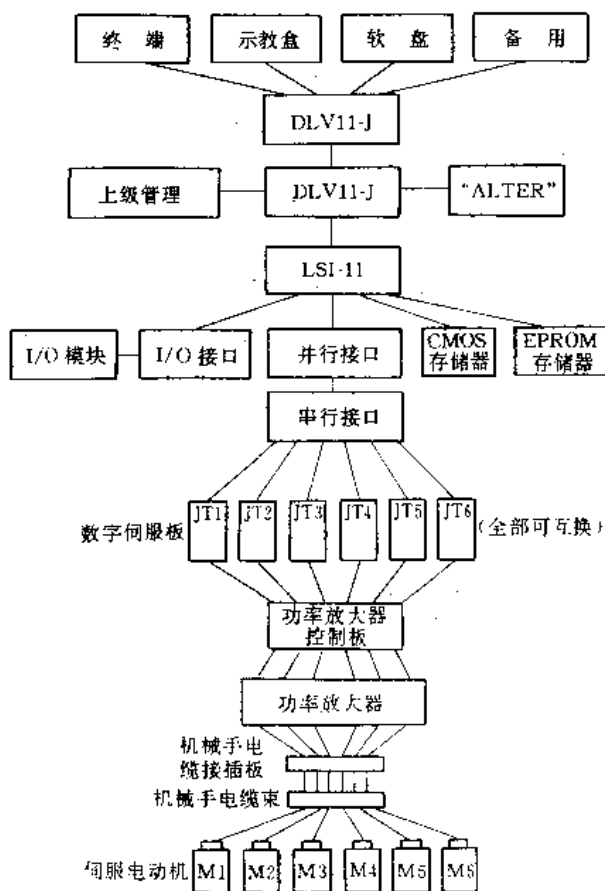 终端 示教盒 软盘 备用
DLV11-J
上级管理 DLV11-J “ALTER”
LSI-11
I/O 模块 I/O 接口 并行接口 CMOS 存储器 EPROM 存储器
串行接口
JT1 JT2 JT3 JT4 JT5 JT6
数字伺服板 (全部可互换)
功率放大器
控制板
功率放大器
机械手电
缆接插板
机械手电缆束
伺服电动机 M1 M2 M3 M4 M5 M6